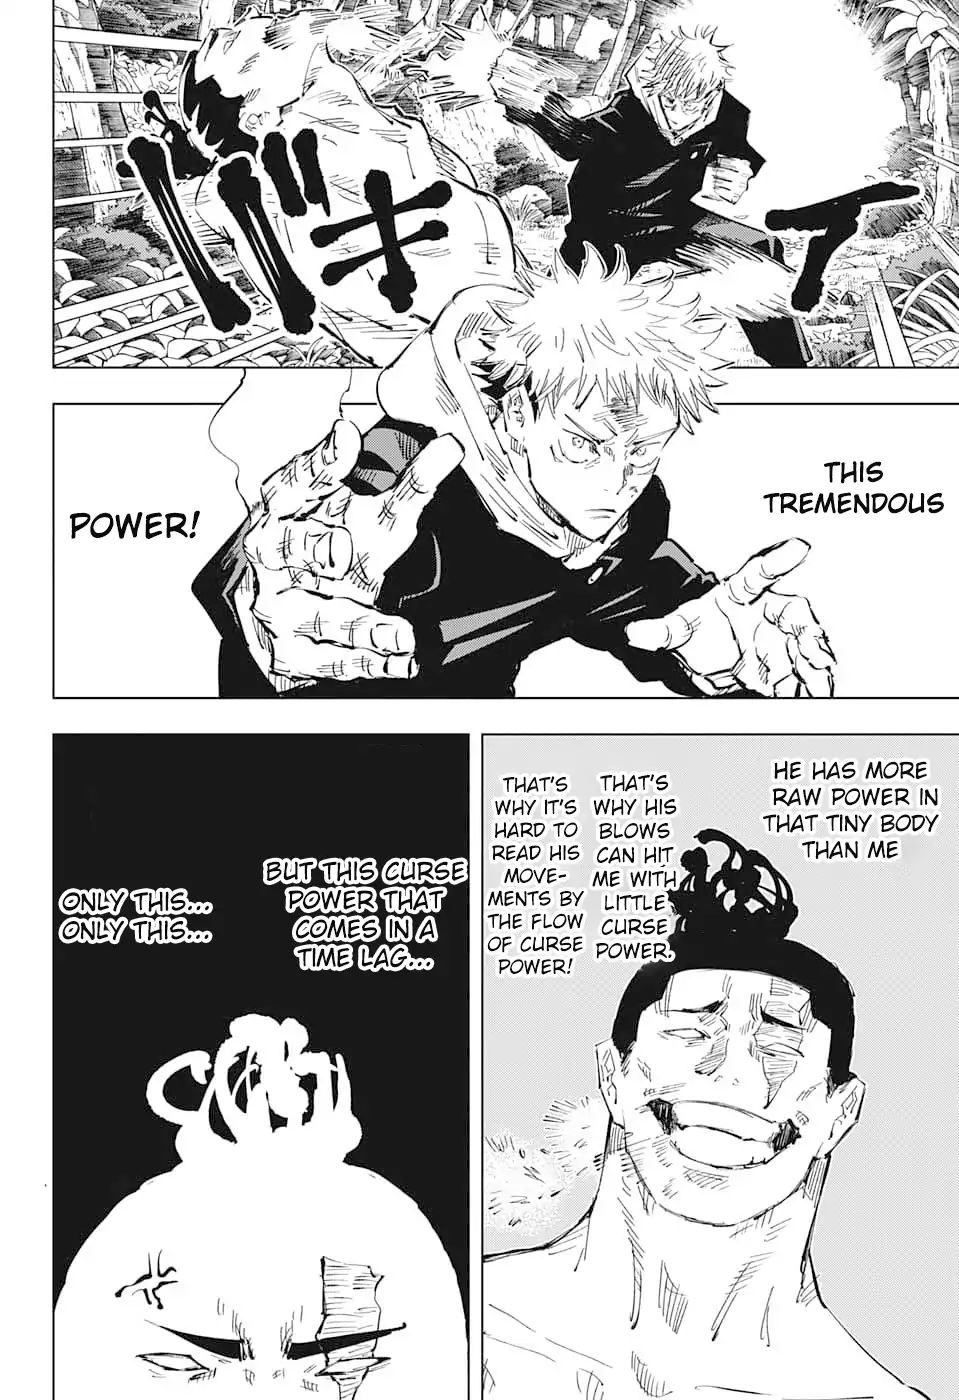 バキッ
THIS
TREMENDOUS
POWER!
HE HAS MORE
RAW POWER IN
THAT TINY BODY
THAN ME
THAT'S
WHY HIS
BLOWS
CAN HIT
ME WITH
LITTLE
CURSE
POWER.
THAT'S
WHY IT'S
HARD TO
READ HIS
MOVE-
MENTS BY
THE FLOW
OF CURSE
POWER!
BUT THIS CURSE
POWER THAT
COMES IN A
TIME LAG...
ONLY THIS...
ONLY THIS...